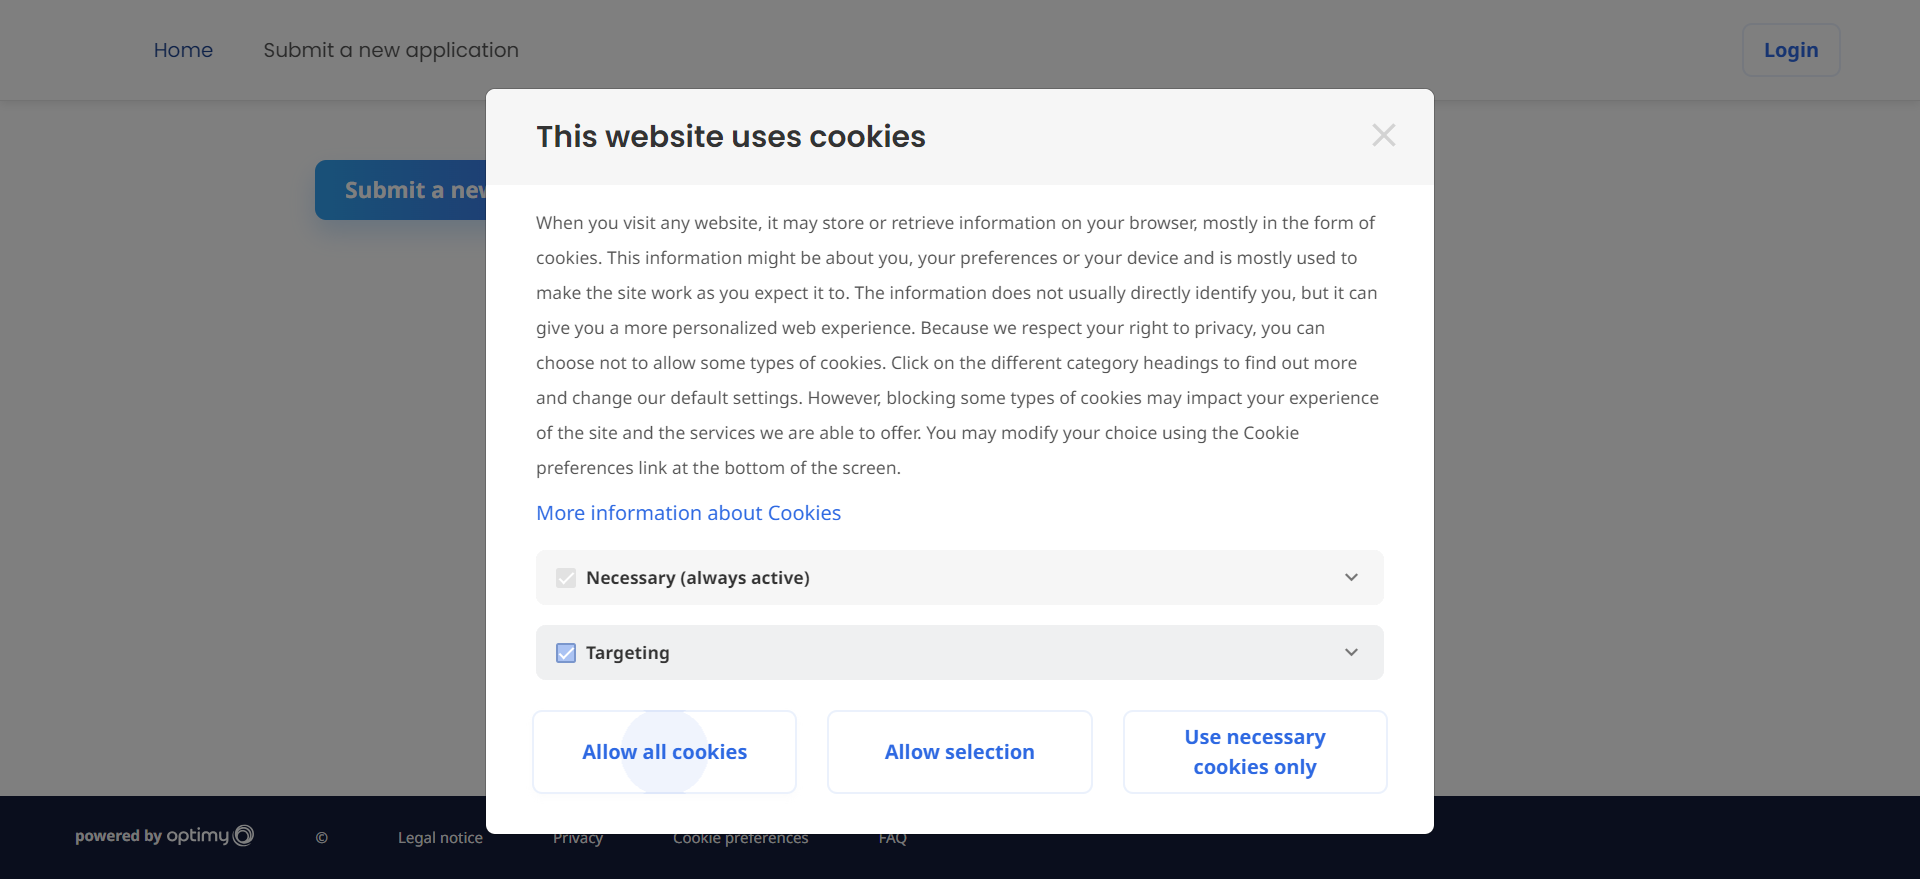 Home
Submit a new application
Login
This website uses cookies
Submit a new
When you visit any website, it may store or retrieve information on your browser, mostly in the form of
cookies. This information might be about you, your preferences or your device and is mostly used to
make the site work as you expect it to. The information does not usually directly identify you, but it can
give you a more personalized web experience. Because we respect your right to privacy, you can
choose not to allow some types of cookies. Click on the different category headings to find out more
and change our default settings. However, blocking some types of cookies may impact your experience
of the site and the services we are able to offer. You may modify your choice using the Cookie
preferences link at the bottom of the screen.
More information about Cookies
Necessary (always active)
Targeting
Allow all cookies
Allow selection
Use necessary
cookies only
powered by optimy
©
Legal notice
Privacy
Cookie preferences
FAQ